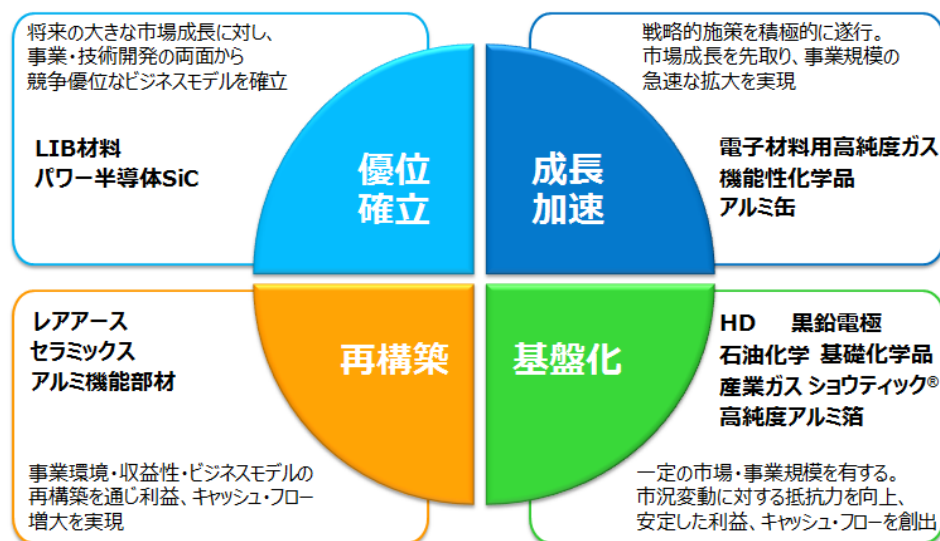 将来の大きな市場成長に対し、
事業・技術開発の両面から
競争優位なビジネスモデルを確立
LIB材料
パワー半導体SiC
優位
確立
戦略的施策を積極的に遂行。
市場成長を先取り、事業規模の
急速な拡大を実現
電子材料用高純度ガス
機能性化学品
アルミ缶
成長
加速
レアアース
セラミックス
アルミ機能部材
再構築
事業環境・収益性・ビジネスモデルの
再構築を通じ利益、キャッシュ・フロー
増大を実現
基盤化
HD 黒鉛電極
石油化学 基礎化学品
産業ガス ショウティック®
高純度アルミ箔
一定の市場・事業規模を有する。
市況変動に対する抵抗力を向上、
安定した利益、キャッシュ・フローを創出